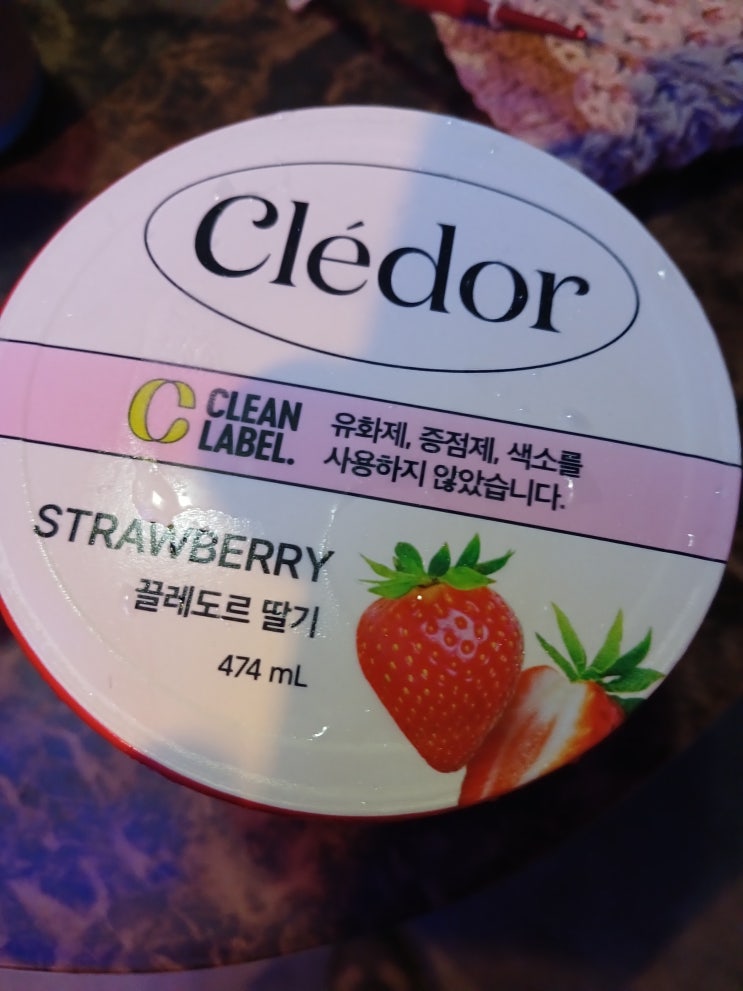 Clédor
CLEAN
LABEL.
유화제, 증점제, 색소를
사용하지 않았습니다.
STRAWBERRY
끌레도르 딸기
474 mL